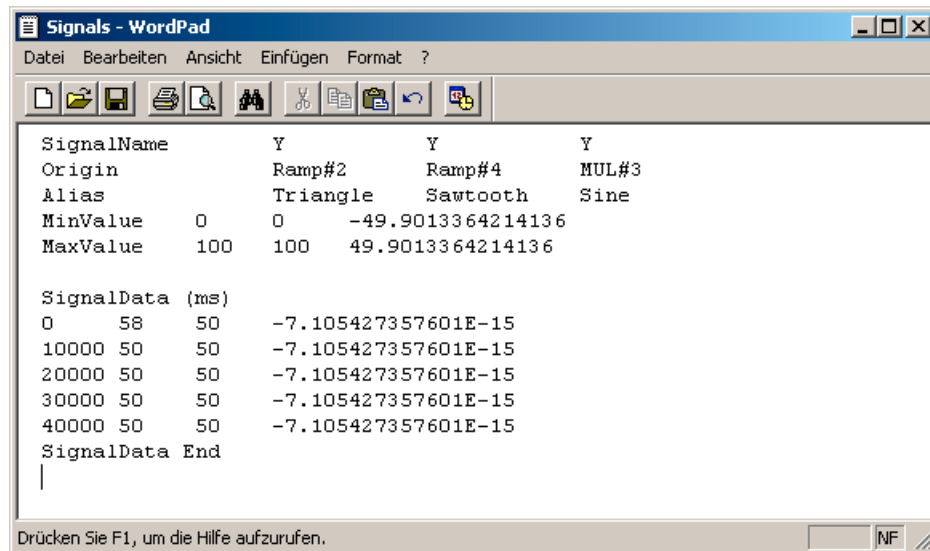 Signals - WordPad
Datei Bearbeiten Ansicht Einfügen Format ?
SignalName Y Y Y
Origin Ramp#2 Ramp#4 MUL#3
Alias Triangle Sawtooth Sine
MinValue 0 0 -49.9013364214136
MaxValue 100 100 49.9013364214136
SignalData (ms)
0 58 50 -7.105427357601E-15
10000 50 50 -7.105427357601E-15
20000 50 50 -7.105427357601E-15
30000 50 50 -7.105427357601E-15
40000 50 50 -7.105427357601E-15
SignalData End
Drücken Sie F1, um die Hilfe aufzurufen. NF